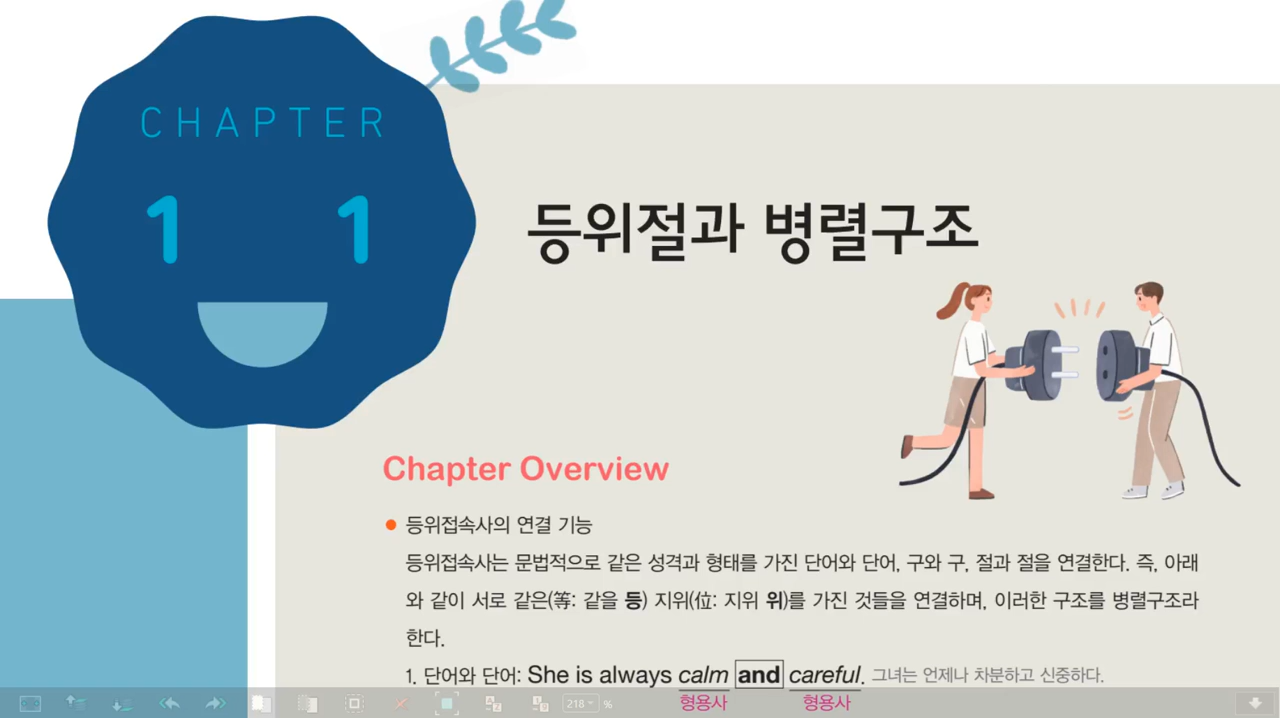 CHAPTER
11
등위절과 병렬구조
Chapter Overview
● 등위접속사의 연결 기능
등위접속사는 문법적으로 같은 성격과 형태를 가진 단어와 단어, 구와 구, 절과 절을 연결한다. 즉, 아래
와 같이 서로 같은(等: 같을 등) 지위(位: 지위 위)를 가진 것들을 연결하며, 이러한 구조를 병렬구조라
한다.
1. 단어와 단어: She is always calm and careful. 그녀는 언제나 차분하고 신중하다.
형용사 형용사
218 %